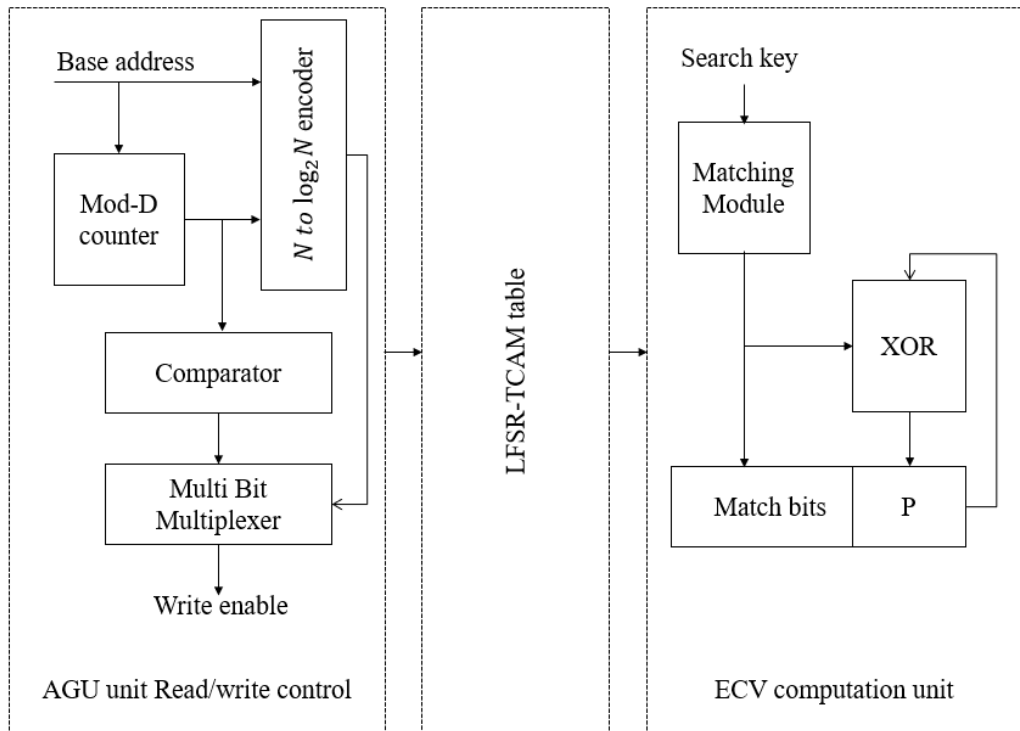 Base address
N to log₂N encoder
Mod-D
counter
Comparator
Multi Bit
Multiplexer
Write enable
AGU unit Read/write control
LFSR-TCAM table
Search key
Matching
Module
XOR
Match bits
P
ECV computation unit